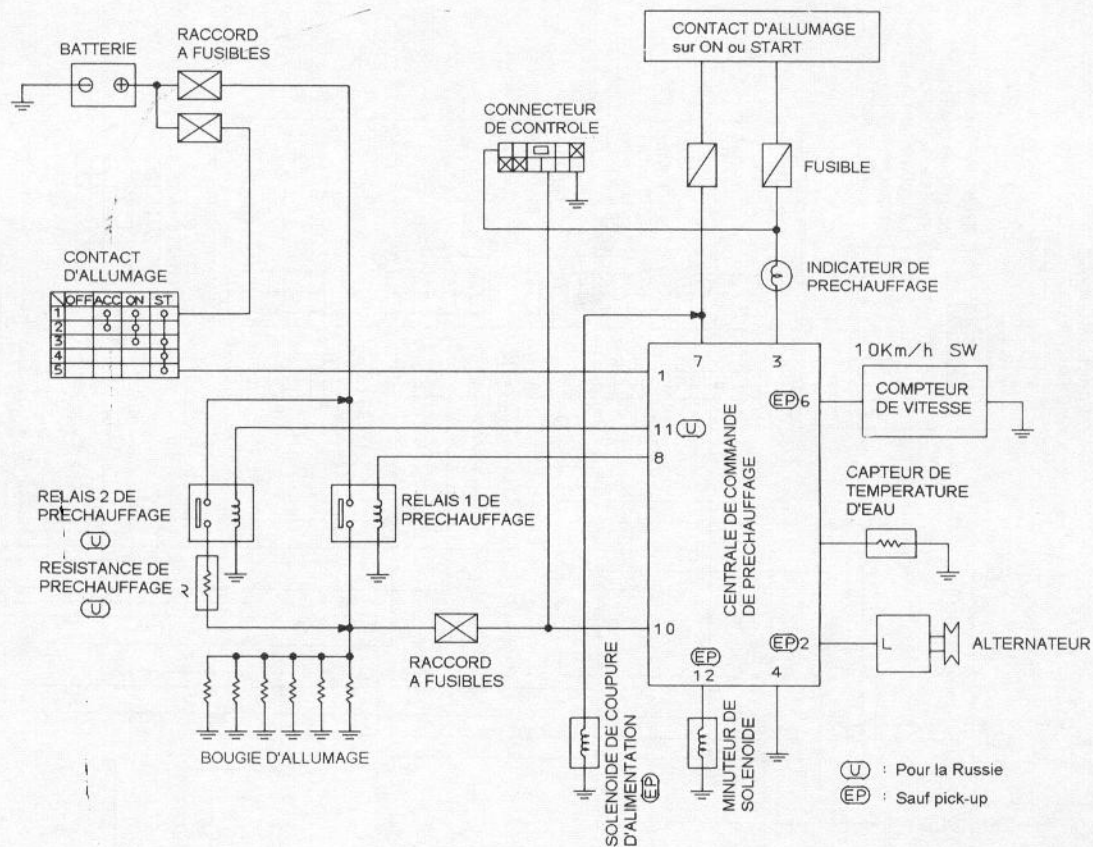 RACCORD
A FUSIBLES
BATTERIE
CONTACT D'ALLUMAGE
sur ON ou START
CONNECTEUR
DE CONTROLE
FUSIBLE
CONTACT
D'ALLUMAGE
OFF ACC ON ST
1
2
3
4
5
INDICATEUR DE
PRECHAUFFAGE
7
3
10Km/h SW
1
EP 6
COMPTEUR
DE VITESSE
11 U
8
RELAIS 2 DE
PRECHAUFFAGE
U
RELAIS 1 DE
PRECHAUFFAGE
CAPTEUR DE
TEMPERATURE
D'EAU
CENTRALE DE COMMANDE
DE PRECHAUFFAGE
RESISTANCE DE
PRECHAUFFAGE
U
10
RACCORD
A FUSIBLES
EP 2
L
ALTERNATEUR
EP
12
4
BOUGIE D'ALLUMAGE
SOLENOIDE DE COUPURE
D'ALIMENTATION
EP
MINUTEUR DE
SOLENOIDE
U : Pour la Russie
EP : Sauf pick-up